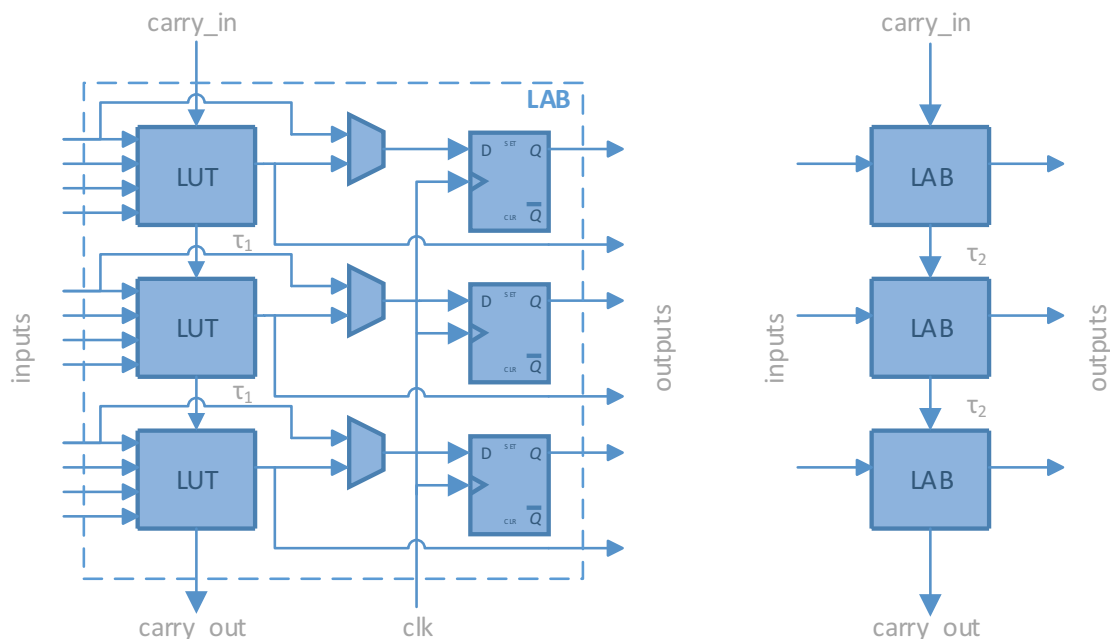 carry_in
LAB
LUT
D SET Q
CLR Q
τ1
LUT
D SET Q
CLR Q
τ1
LUT
D SET Q
CLR Q
inputs
outputs
carry_out
clk
carry_in
LAB
τ2
LAB
τ2
LAB
inputs
outputs
carry_out